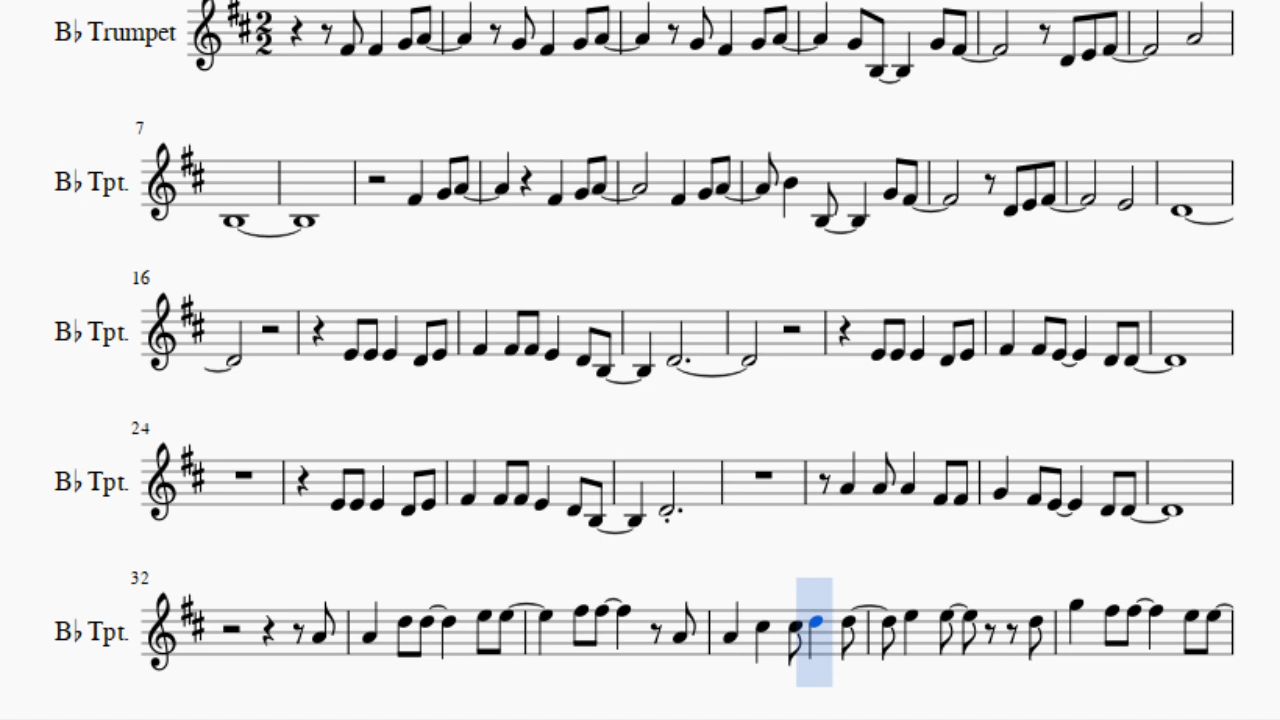 B♭ Trumpet
2
2
7
B♭ Tpt.
16
B♭ Tpt.
24
B♭ Tpt.
32
B♭ Tpt.